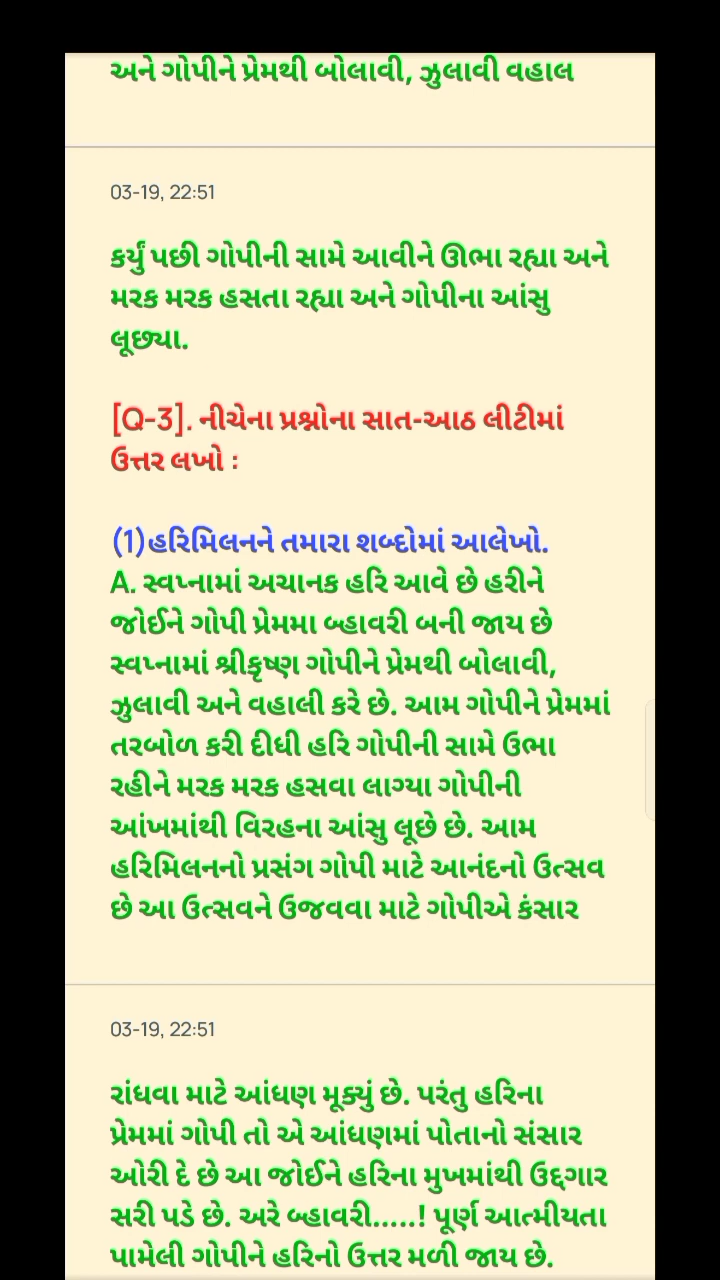 અને ગોપીને પ્રેમથી બોલાવી, ઝુલાવી વહાલ
03-19, 22:51
કર્યું પછી ગોપીની સામે આવીને ઊભા રહ્યા અને
મરક મરક હસતા રહ્યા અને ગોપીના આંસુ
લૂછ્યા.
[Q-3]. નીચેના પ્રશ્નોના સાત-આઠ લીટીમાં
ઉત્તર લખો :
(1)હરિમિલનને તમારા શબ્દોમાં આલેખો.
A. સ્વપ્નામાં અચાનક હરિ આવે છે હરીને
જોઈને ગોપી પ્રેમમા બ્હાવરી બની જાય છે
સ્વપ્નામાં શ્રીકૃષ્ણ ગોપીને પ્રેમથી બોલાવી,
ઝુલાવી અને વહાલી કરે છે. આમ ગોપીને પ્રેમમાં
તરબોળ કરી દીધી હરિ ગોપીની સામે ઉભા
રહીને મરક મરક હસવા લાગ્યા ગોપીની
આંખમાંથી વિરહના આંસુ લૂછે છે. આમ
હરિમિલનનો પ્રસંગ ગોપી માટે આનંદનો ઉત્સવ
છે આ ઉત્સવને ઉજવવા માટે ગોપીએ કંસાર
03-19, 22:51
રાંધવા માટે આંધણ મૂક્યું છે. પરંતુ હરિના
પ્રેમમાં ગોપી તો એ આંધણમાં પોતાનો સંસાર
ઓરી દે છે આ જોઈને હરિના મુખમાંથી ઉદ્દગાર
સરી પડે છે. અરે બ્હાવરી.....! પૂર્ણ આત્મીયતા
પામેલી ગોપીને હરિનો ઉત્તર મળી જાય છે.